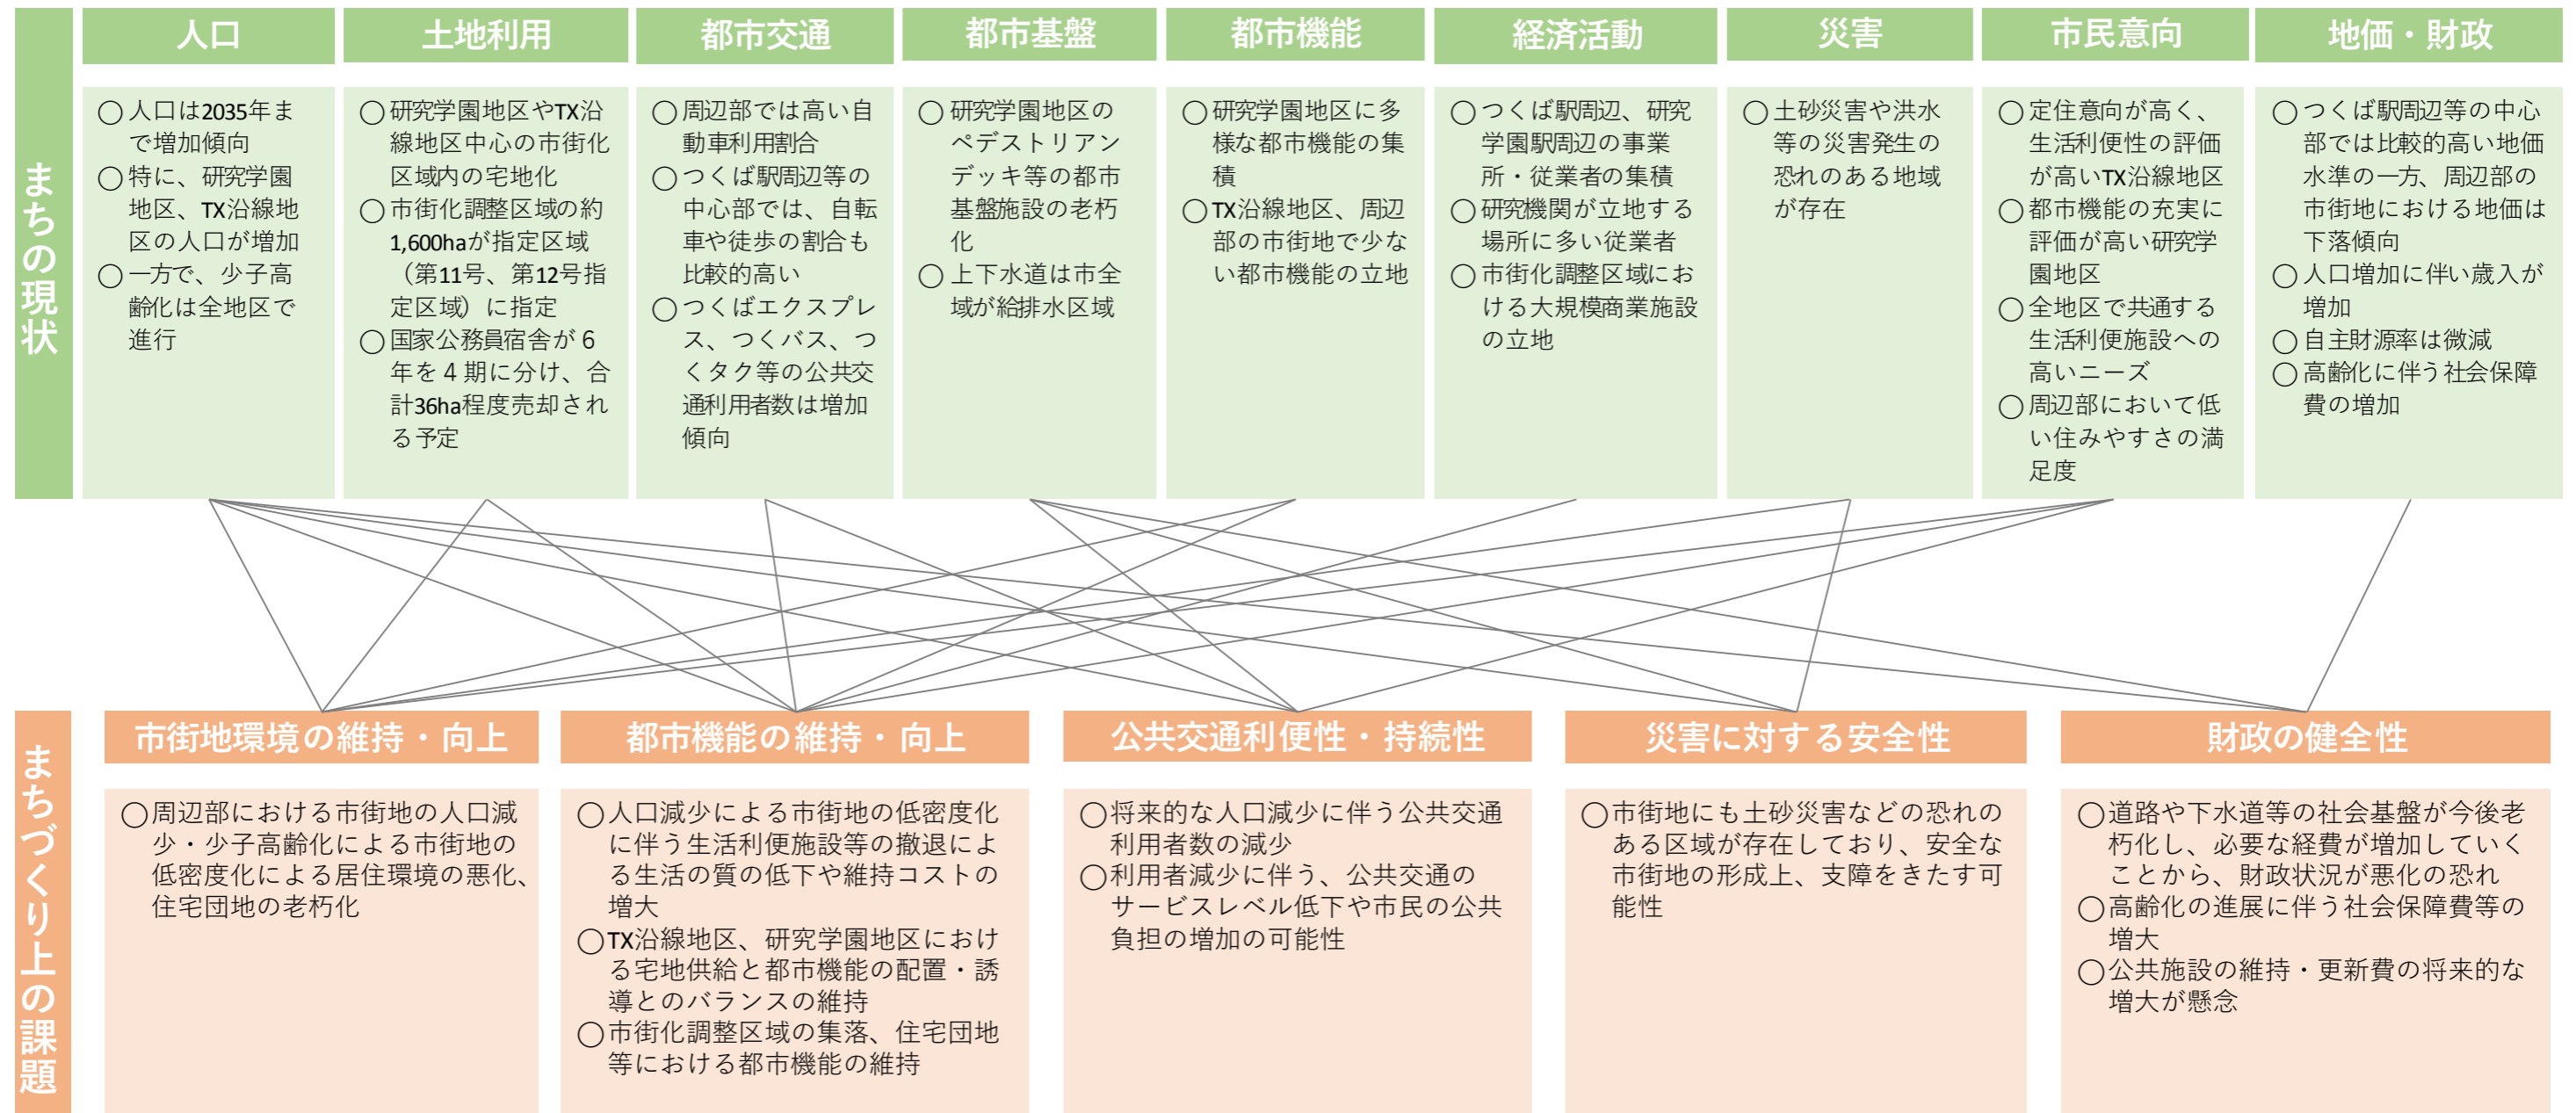 まちの現状
人口
人口は2035年ま
で増加傾向
特に、研究学園
地区、TX沿線地
区の人口が増加
一方で、少子高
齢化は全地区で
進行
土地利用
研究学園地区やTX沿
線地区中心の市街化
区域内の宅地化
市街化調整区域の約
1,600haが指定区域
（第11号、第12号指
定区域）に指定
国家公務員宿舎が６
年を４期に分け、合
計36ha程度売却され
る予定
都市交通
周辺部では高い自
動車利用割合
つくば駅周辺等の
中心部では、自転
車や徒歩の割合も
比較的高い
つくばエクスプレ
ス、つくバス、つ
くタク等の公共交
通利用者数は増加
傾向
都市基盤
研究学園地区の
ペデストリアン
デッキ等の都市
基盤施設の老朽
化
上下水道は市全
域が給排水区域
都市機能
研究学園地区に多
様な都市機能の集
積
TX沿線地区、周辺
部の市街地で少な
い都市機能の立地
経済活動
つくば駅周辺、研究
学園駅周辺の事業
所・従業者の集積
研究機関が立地する
場所に多い従業者
市街化調整区域にお
ける大規模商業施設
の立地
災害
土砂災害や洪水
等の災害発生の
恐れのある地域
が存在
市民意向
定住意向が高く、
生活利便性の評価
が高いTX沿線地区
都市機能の充実に
評価が高い研究学
園地区
全地区で共通する
生活利便施設への
高いニーズ
周辺部において低
い住みやすさの満
足度
地価・財政
つくば駅周辺等の中心
部では比較的高い地価
水準の一方、周辺部の
市街地における地価は
下落傾向
人口増加に伴い歳入が
増加
自主財源率は微減
高齢化に伴う社会保障
費の増加
まちづくり上の課題
市街地環境の維持・向上
周辺部における市街地の人口減
少・少子高齢化による市街地の
低密度化による居住環境の悪化、
住宅団地の老朽化
都市機能の維持・向上
人口減少による市街地の低密度化
に伴う生活利便施設等の撤退によ
る生活の質の低下や維持コストの
増大
TX沿線地区、研究学園地区におけ
る宅地供給と都市機能の配置・誘
導とのバランスの維持
市街化調整区域の集落、住宅団地
等における都市機能の維持
公共交通利便性・持続性
将来的な人口減少に伴う公共交通
利用者数の減少
利用者減少に伴う、公共交通の
サービスレベル低下や市民の公共
負担の増加の可能性
災害に対する安全性
市街地にも土砂災害などの恐れの
ある区域が存在しており、安全な
市街地の形成上、支障をきたす可
能性
財政の健全性
道路や下水道等の社会基盤が今後老
朽化し、必要な経費が増加していく
ことから、財政状況が悪化の恐れ
高齢化の進展に伴う社会保障費等の
増大
公共施設の維持・更新費の将来的な
増大が懸念